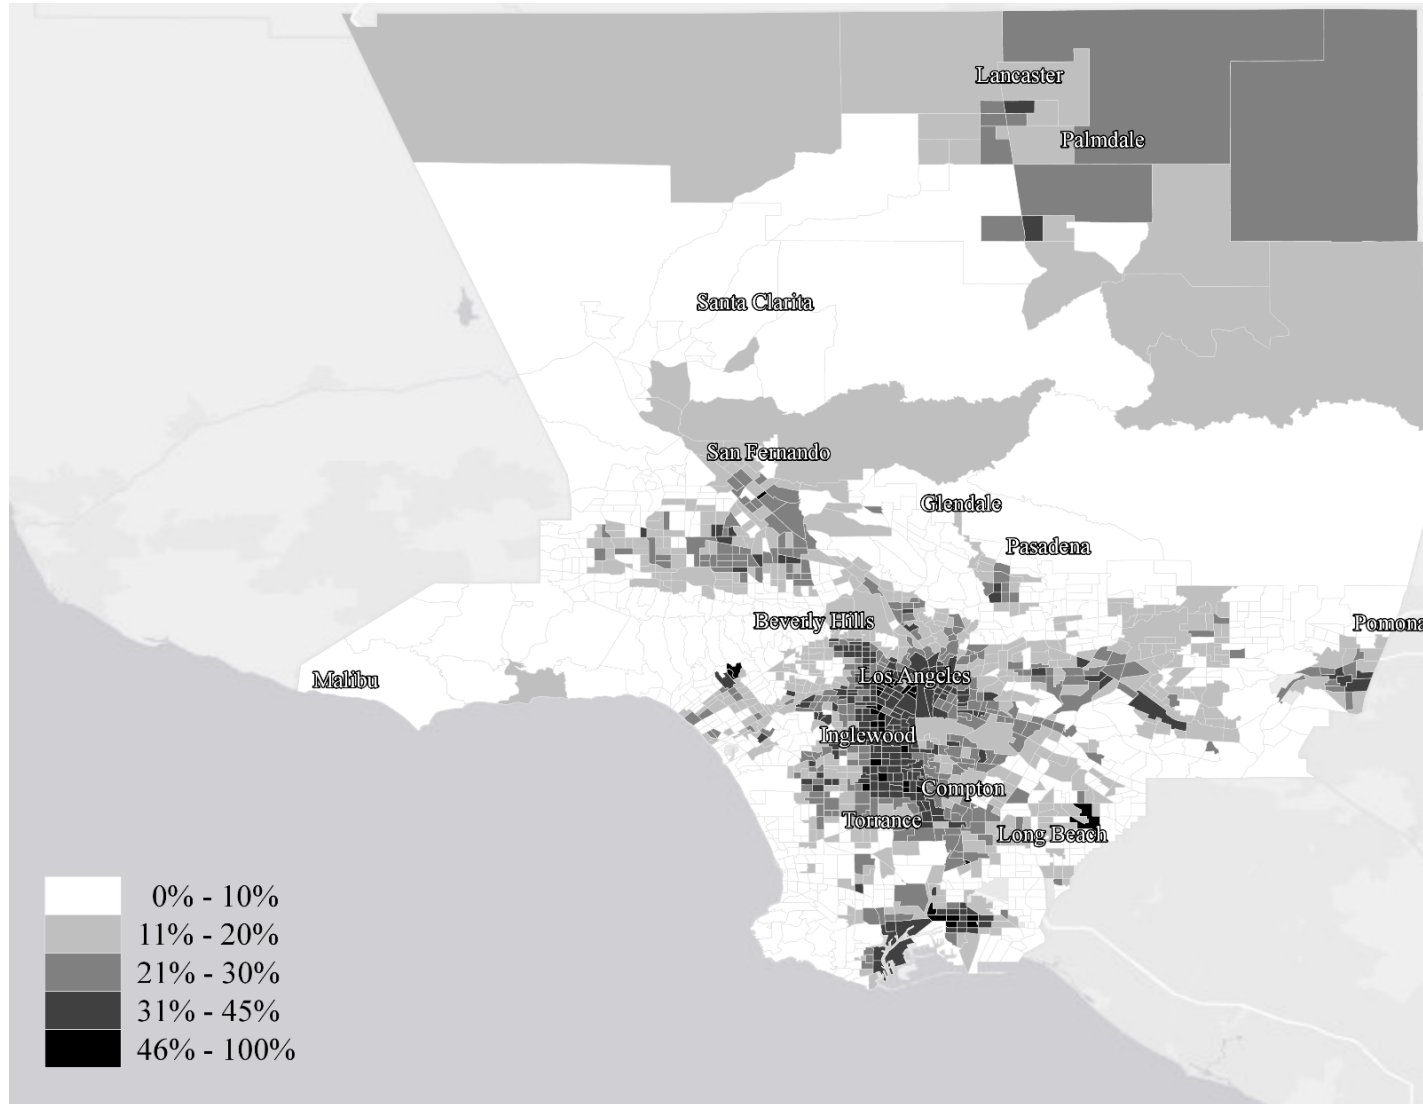 Lancaster
Palmdale
Santa Clarita
San Fernando
Glendale
Pasadena
Beverly Hills
Pomona
Malibu
Los Angeles
Inglewood
Compton
Torrance
Long Beach
0% - 10%
11% - 20%
21% - 30%
31% - 45%
46% - 100%